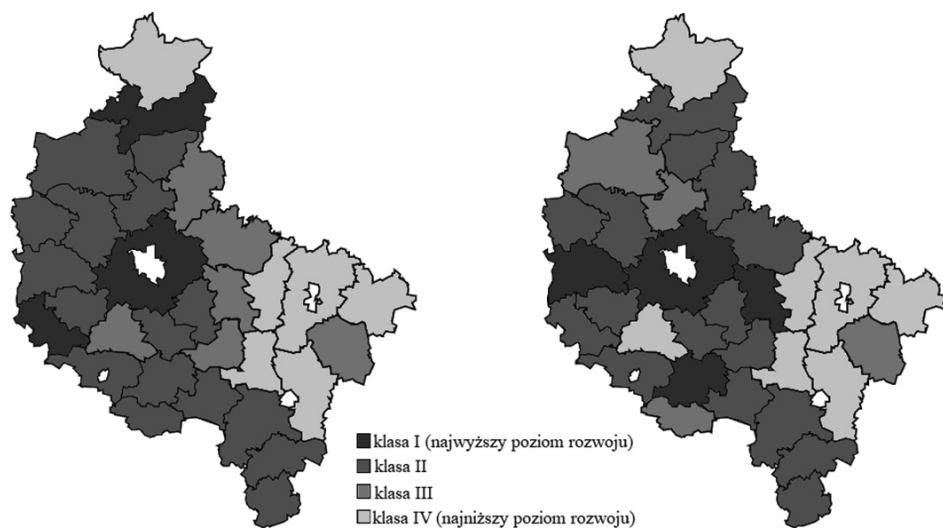 klasa I (najwyższy poziom rozwoju)
klasa II
klasa III
klasa IV (najniższy poziom rozwoju)